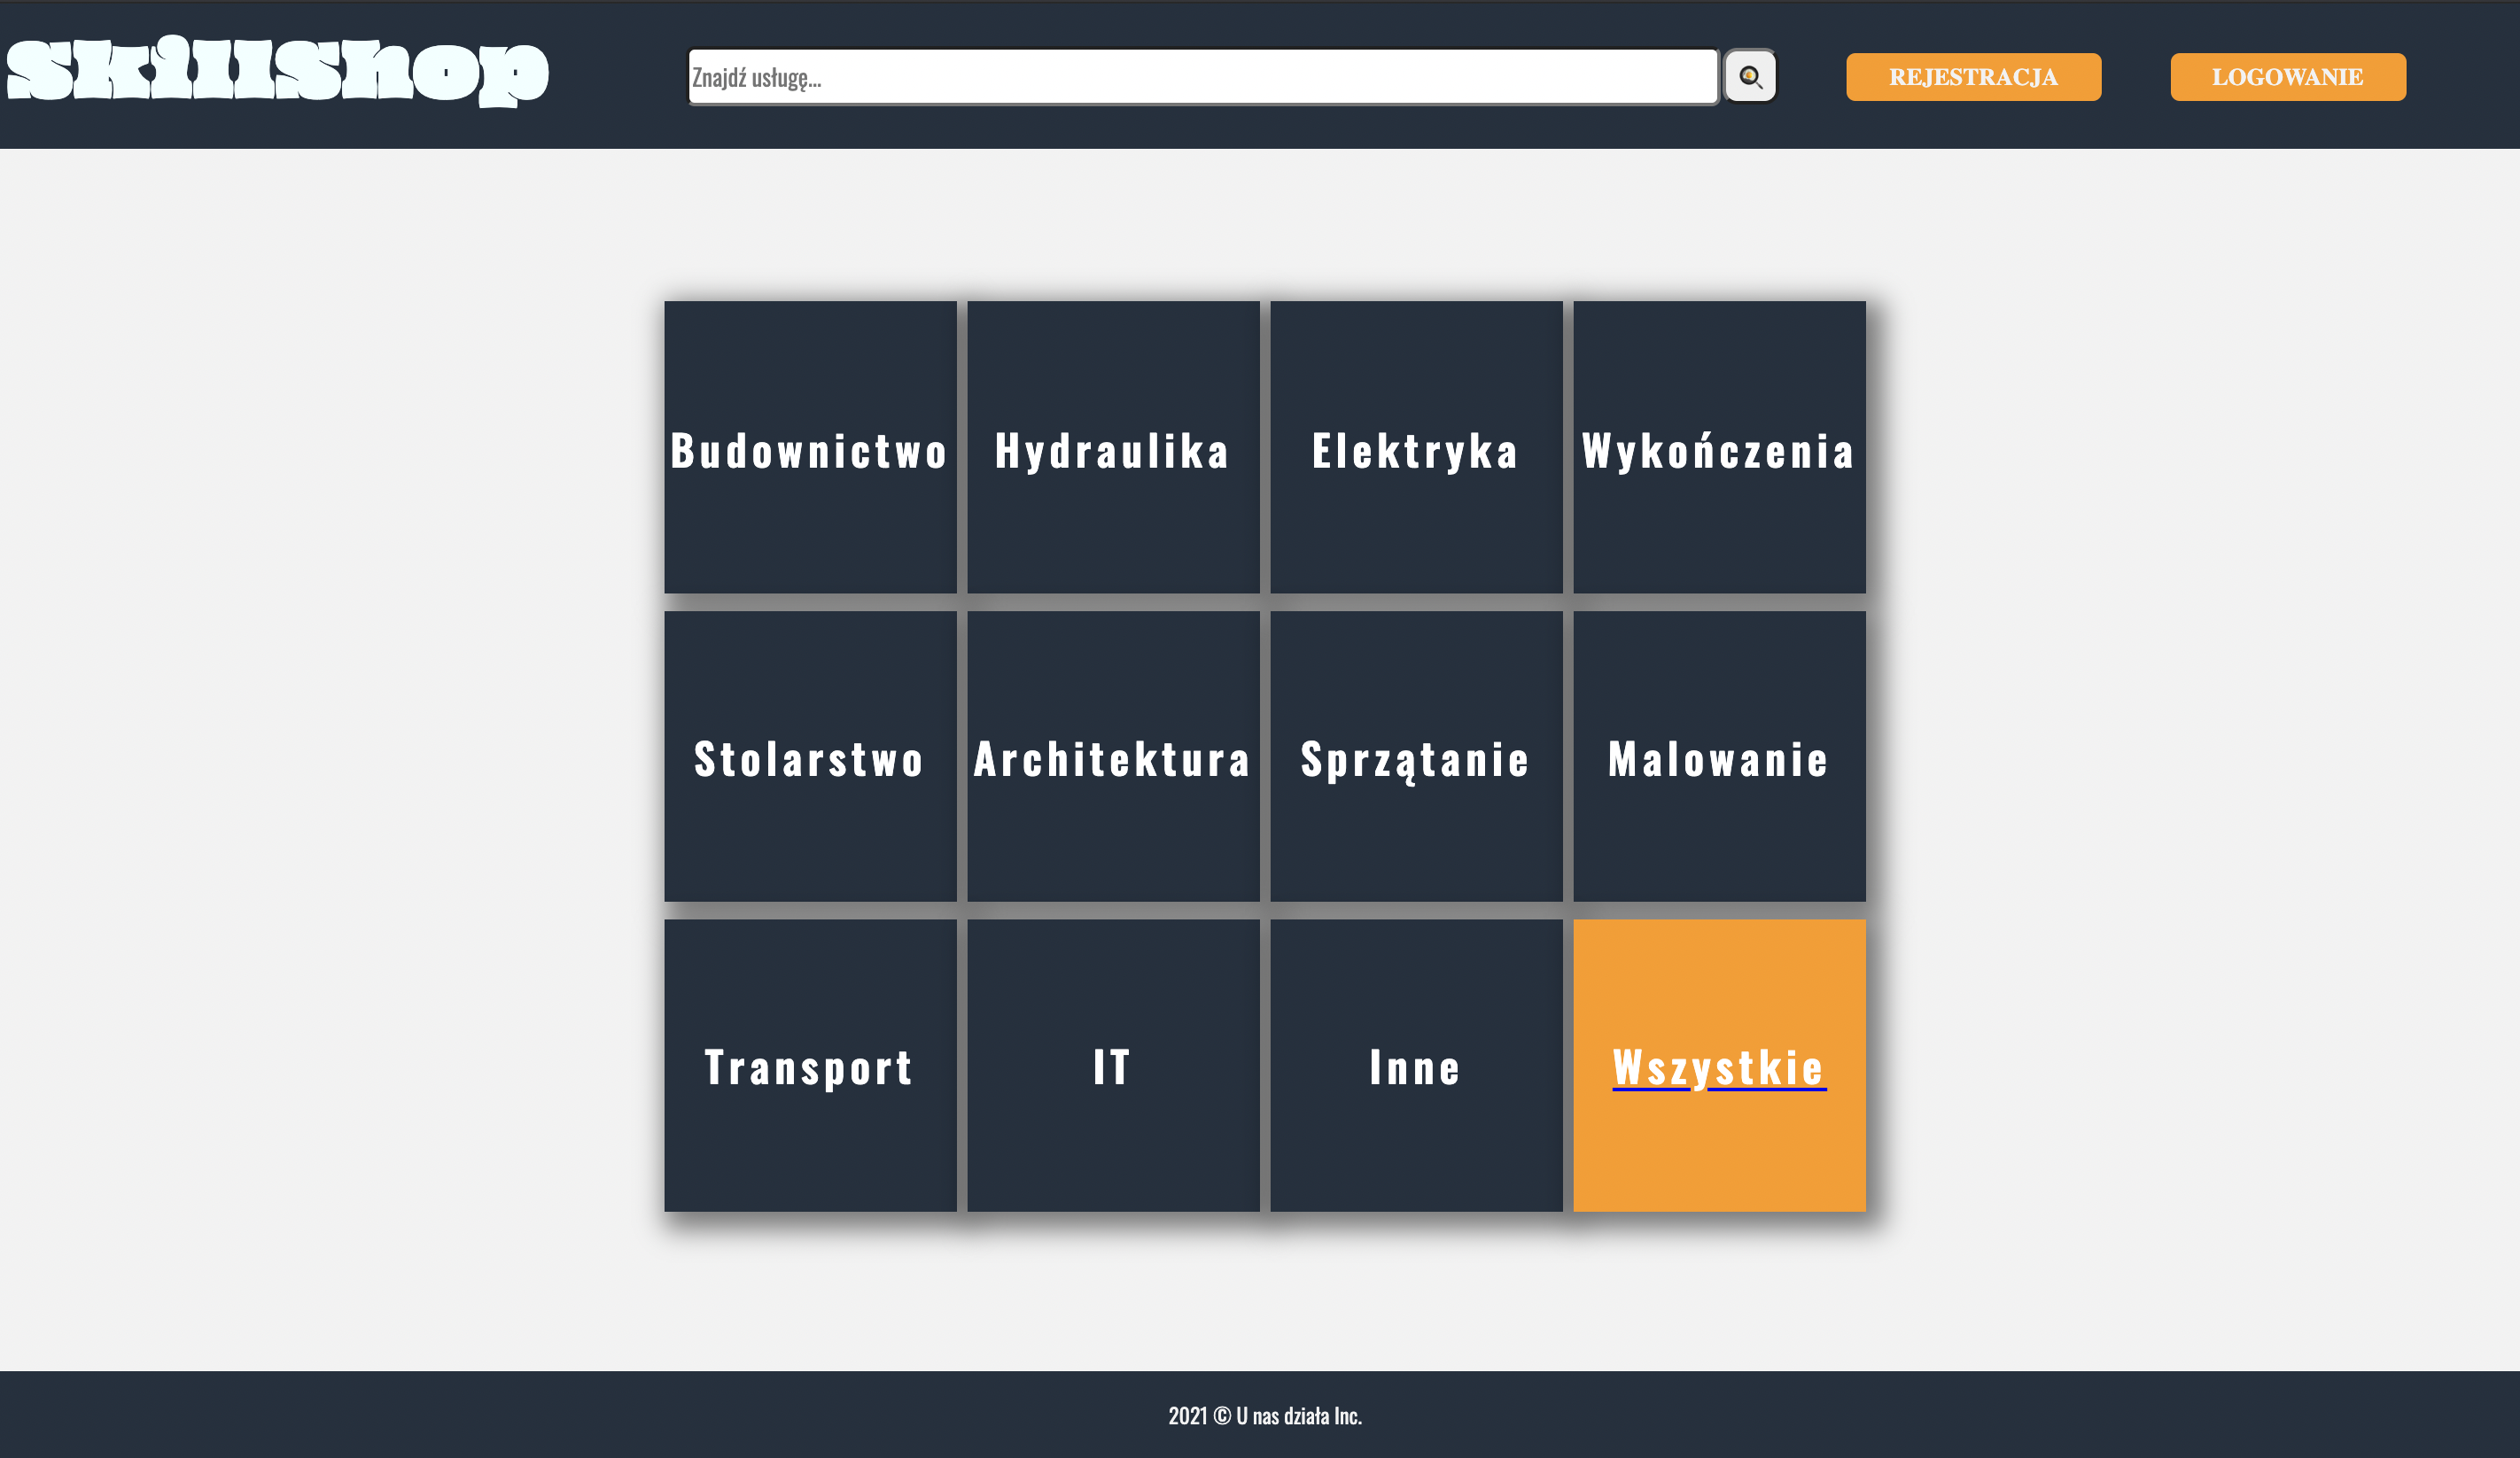 SkillShop
Znajdź usługę...
REJESTRACJA
LOGOWANIE
Budownictwo
Hydraulika
Elektryka
Wykończenia
Stolarstwo
Architektura
Sprzątanie
Malowanie
Transport
IT
Inne
Wszystkie
2021 © U nas działa Inc.